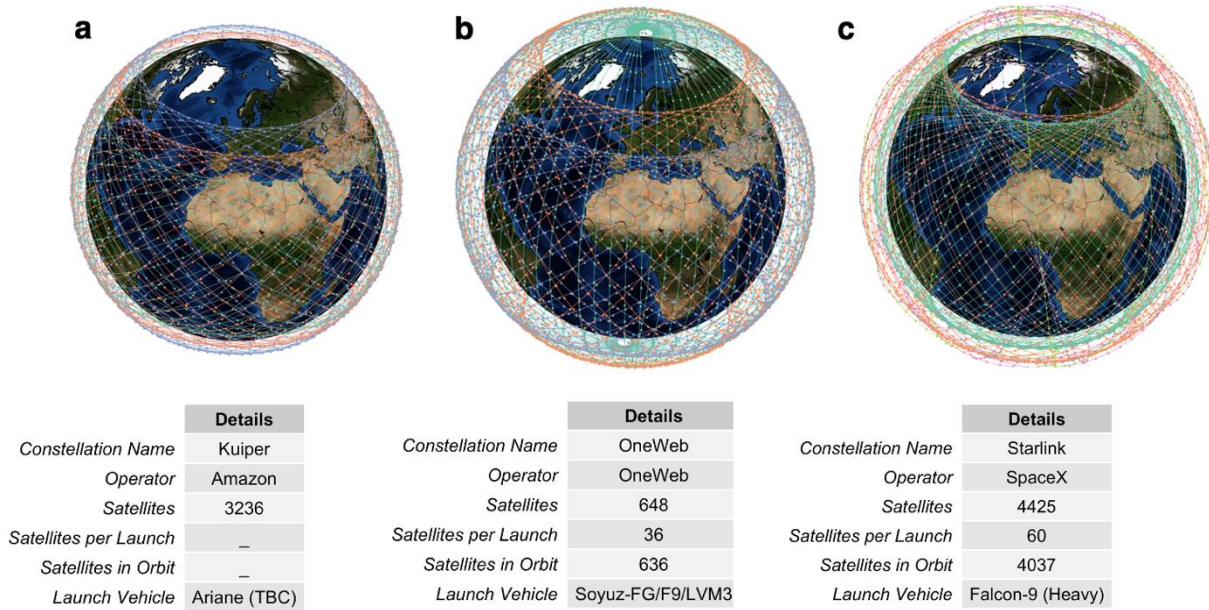 a
Details
Constellation Name Kuiper
Operator Amazon
Satellites 3236
Satellites per Launch _
Satellites in Orbit _
Launch Vehicle Ariane (TBC)
b
Details
Constellation Name OneWeb
Operator OneWeb
Satellites 648
Satellites per Launch 36
Satellites in Orbit 636
Launch Vehicle Soyuz-FG/F9/LVM3
c
Details
Constellation Name Starlink
Operator SpaceX
Satellites 4425
Satellites per Launch 60
Satellites in Orbit 4037
Launch Vehicle Falcon-9 (Heavy)